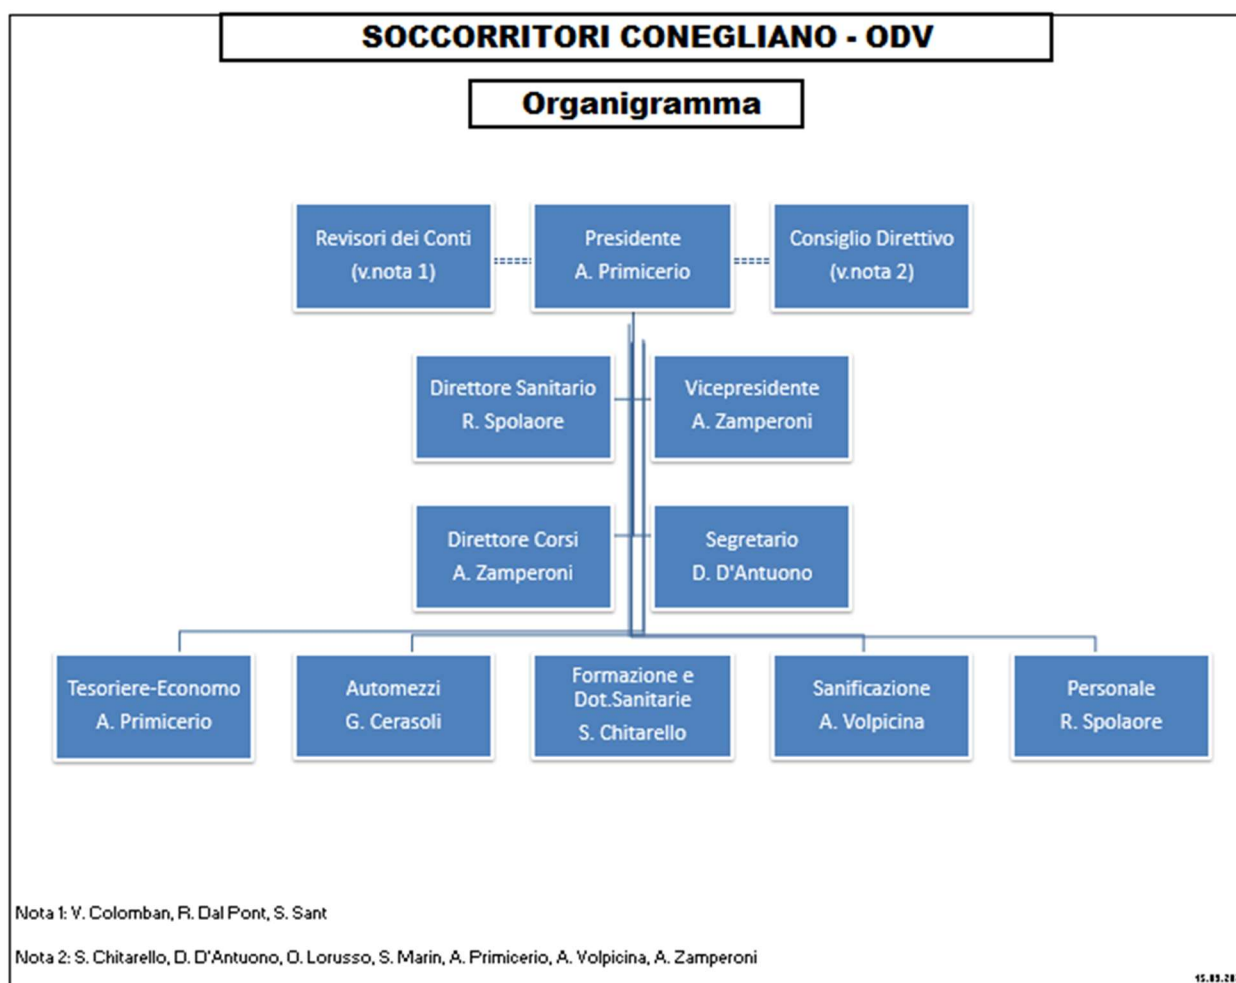 SOCCORRITORI CONEGLIANO - ODV
Organigramma
Revisori dei Conti
(v.nota 1)
Presidente
A. Primicerio
Consiglio Direttivo
(v.nota 2)
Direttore Sanitario
R. Spolaore
Vicepresidente
A. Zamperoni
Direttore Corsi
A. Zamperoni
Segretario
D. D'Antuono
Tesoriere-Economo
A. Primicerio
Automezzi
G. Cerasoli
Formazione e
Dot.Sanitarie
S. Chitarello
Sanificazione
A. Volpicina
Personale
R. Spolaore
Nota 1: V. Colomban, R. Dal Pont, S. Sant
Nota 2: S. Chitarello, D. D'Antuono, O. Lorusso, S. Marin, A. Primicerio, A. Volpicina, A. Zamperoni